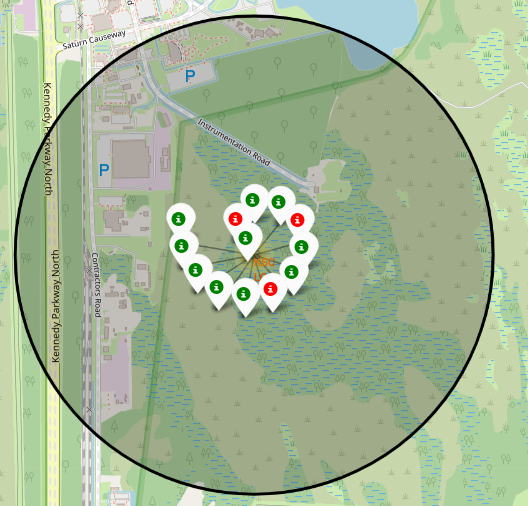 Saturn Causeway
P
P
Instrumentation Road
Kennedy Parkway North
Kennedy Parkway North
Contractors Road